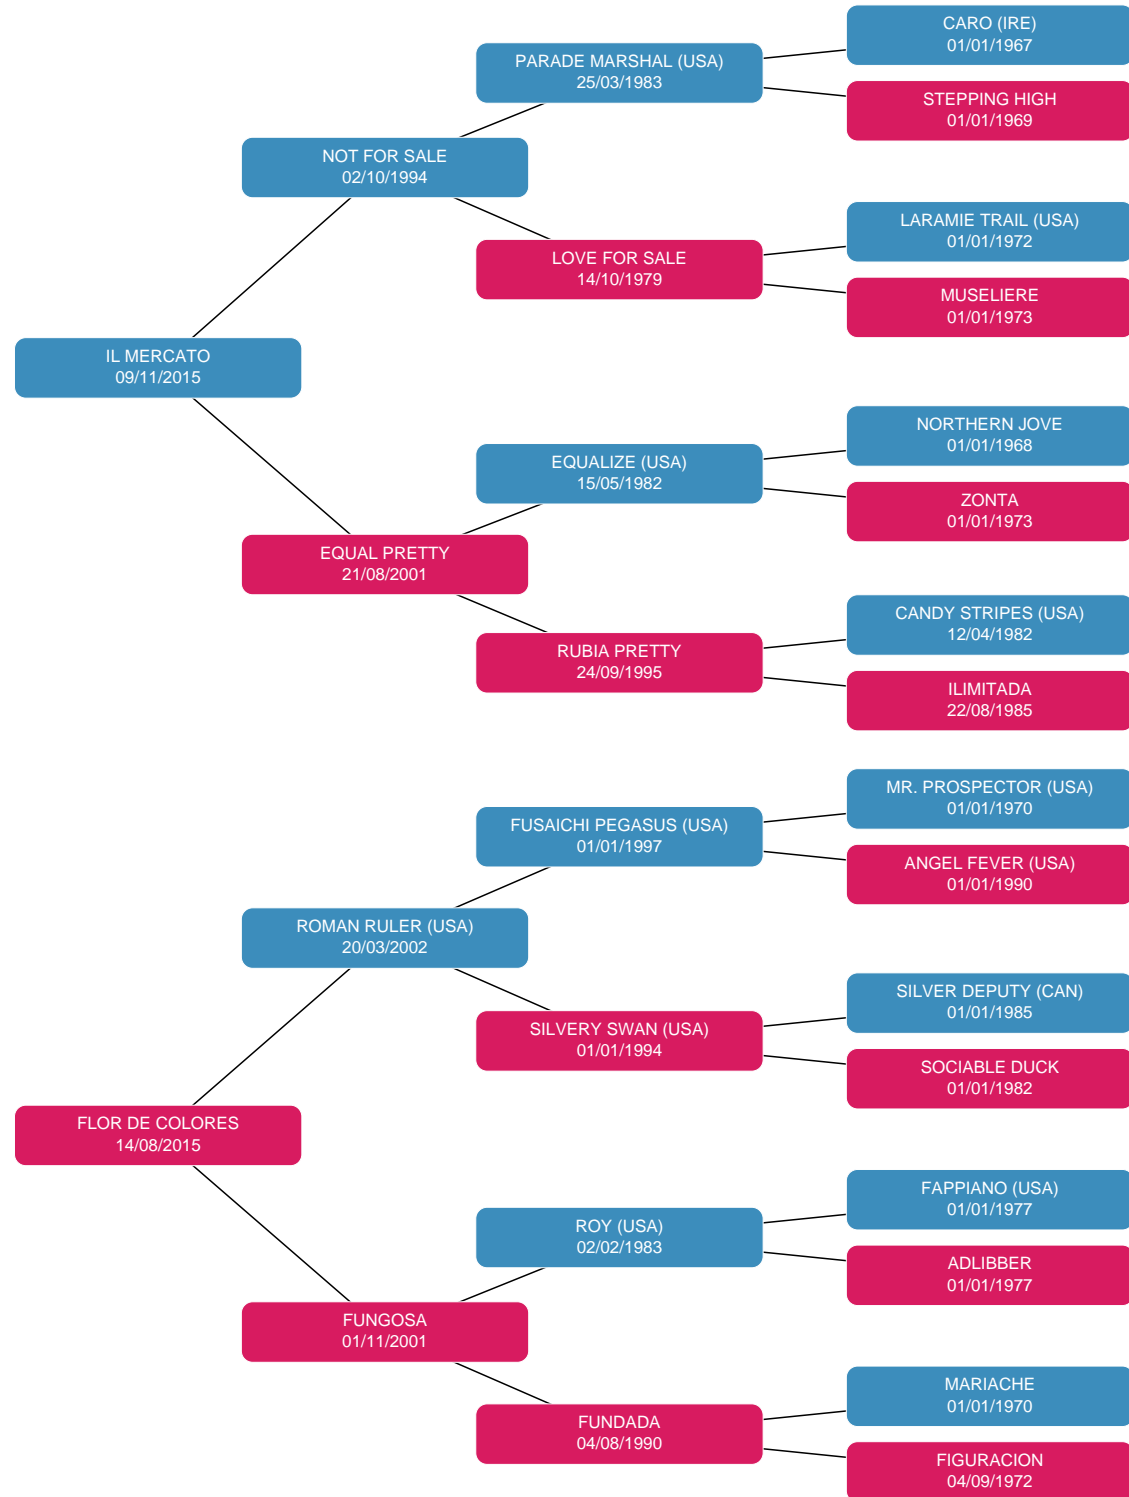 CARO (IRE)
01/01/1967
PARADE MARSHAL (USA)
25/03/1983
STEPPING HIGH
01/01/1969
NOT FOR SALE
02/10/1994
LARAMIE TRAIL (USA)
01/01/1972
LOVE FOR SALE
14/10/1979
MUSELIERE
01/01/1973
IL MERCATO
09/11/2015
NORTHERN JOVE
01/01/1968
EQUALIZE (USA)
15/05/1982
ZONTA
01/01/1973
EQUAL PRETTY
21/08/2001
CANDY STRIPES (USA)
12/04/1982
RUBIA PRETTY
24/09/1995
ILIMITADA
22/08/1985
MR. PROSPECTOR (USA)
01/01/1970
FUSAICHI PEGASUS (USA)
01/01/1997
ANGEL FEVER (USA)
01/01/1990
ROMAN RULER (USA)
20/03/2002
SILVER DEPUTY (CAN)
01/01/1985
SILVERY SWAN (USA)
01/01/1994
SOCIABLE DUCK
01/01/1982
FLOR DE COLORES
14/08/2015
FAPPIANO (USA)
01/01/1977
ROY (USA)
02/02/1983
ADLIBBER
01/01/1977
FUNGOSA
01/11/2001
MARIACHE
01/01/1970
FUNDADA
04/08/1990
FIGURACION
04/09/1972